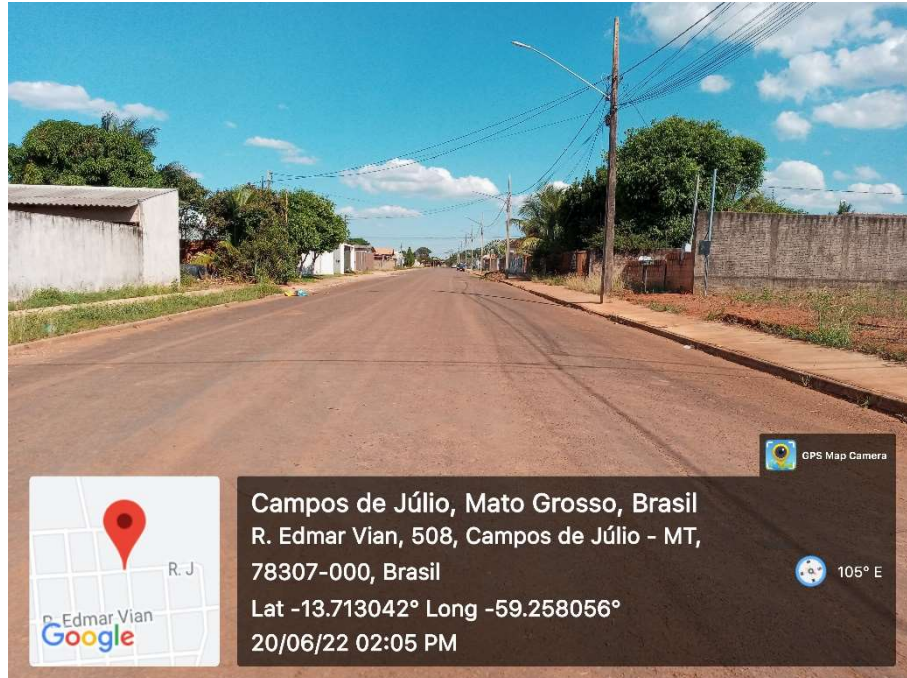 GPS Map Camera
Campos de Júlio, Mato Grosso, Brasil
R. Edmar Vian, 508, Campos de Júlio - MT,
78307-000, Brasil
105° E
Lat -13.713042° Long -59.258056°
20/06/22 02:05 PM
R. J
R. Edmar Vian
Google